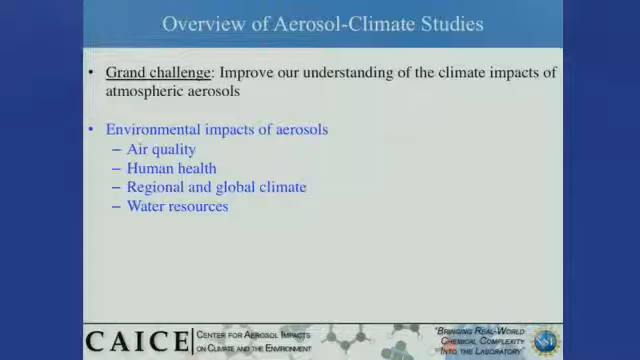 Overview of Aerosol-Climate Studies
• Grand challenge: Improve our understanding of the climate impacts of
atmospheric aerosols
• Environmental impacts of aerosols
– Air quality
– Human health
– Regional and global climate
– Water resources
CAICE
CENTER FOR AEROSOL IMPACTS
ON CLIMATE AND THE ENVIRONMENT
"BRINGING REAL-WORLD
CHEMICAL COMPLEXITY
INTO THE LABORATORY"
NSF